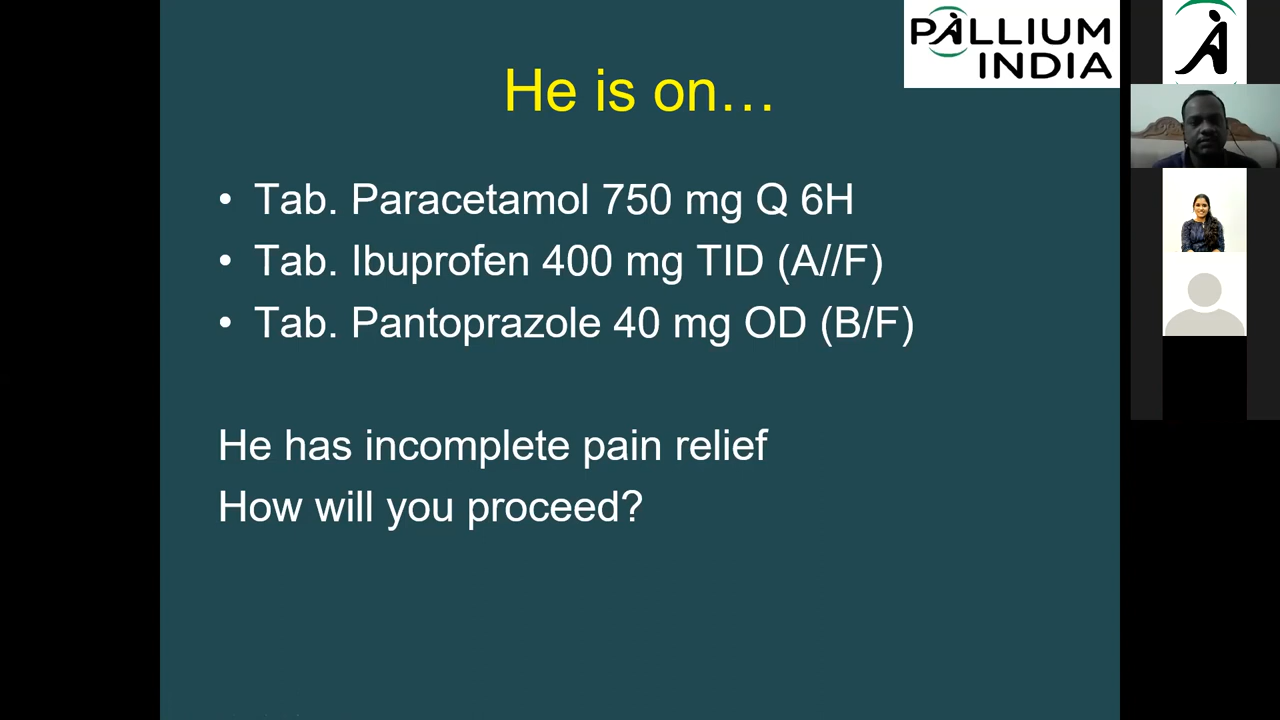 PALLIUM
INDIA
He is on…
• Tab. Paracetamol 750 mg Q 6H
• Tab. Ibuprofen 400 mg TID (A//F)
• Tab. Pantoprazole 40 mg OD (B/F)
He has incomplete pain relief
How will you proceed?